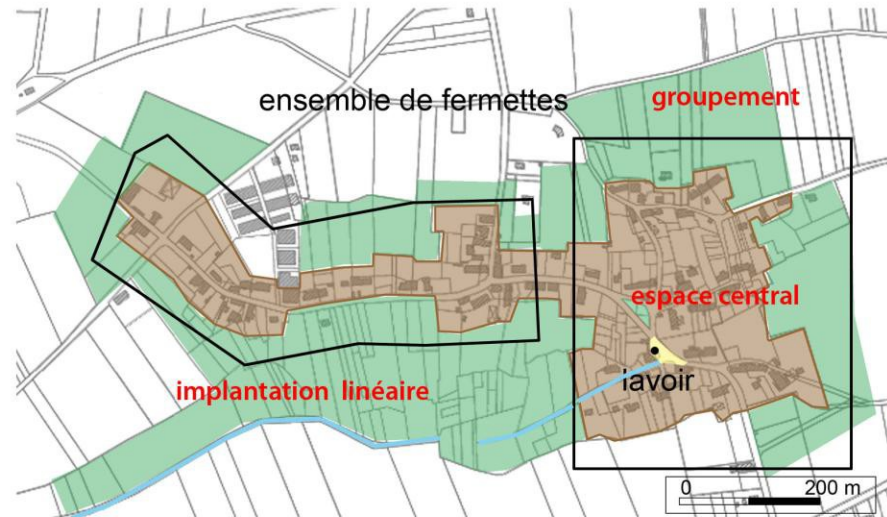 ensemble de fermettes
groupement
espace central
lavoir
implantation linéaire
0 200 m